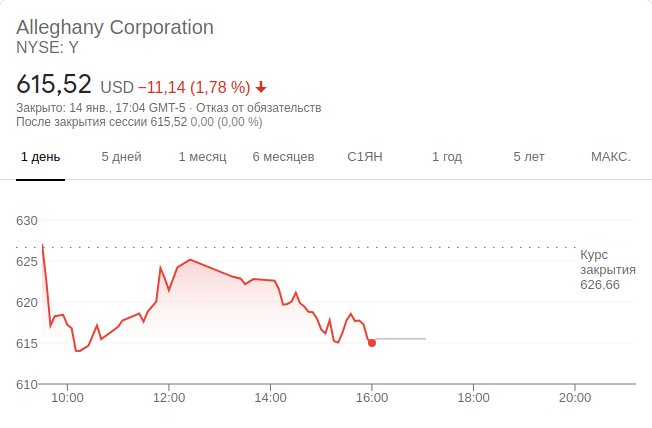 Alleghany Corporation
NYSE: Y
615,52 USD −11,14 (1,78 %)
Закрыто: 14 янв., 17:04 GMT-5 · Отказ от обязательств
После закрытия сессии 615,52 0,00 (0,00 %)
1 день 5 дней 1 месяц 6 месяцев С1ЯН 1 год 5 лет МАКС.
630
625
620
615
610
Курс
закрытия
626,66
10:00 12:00 14:00 16:00 18:00 20:00